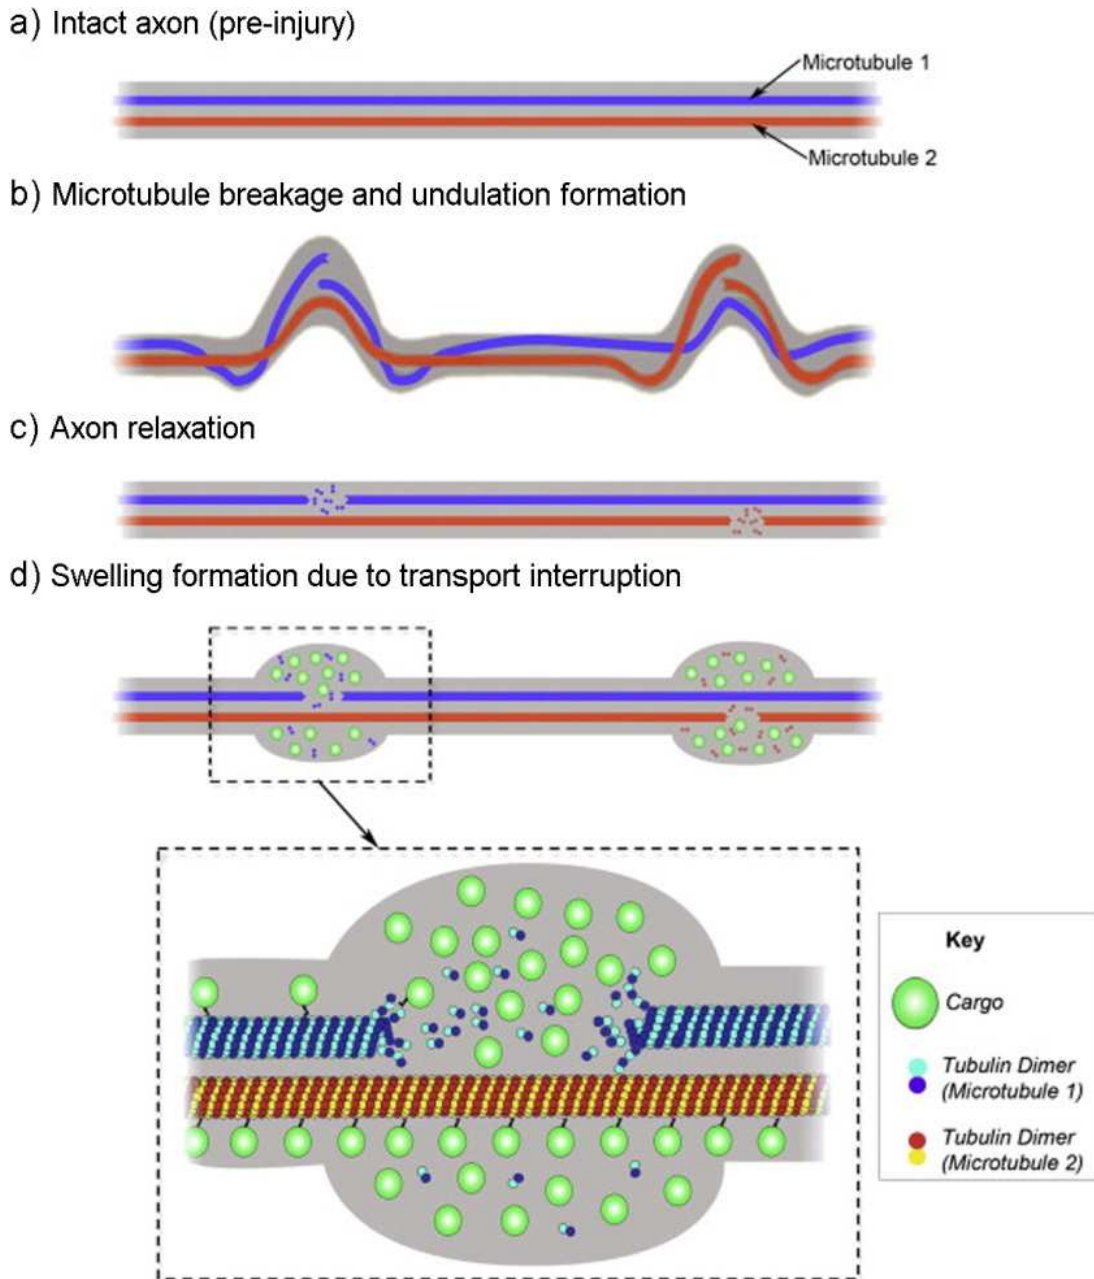 a) Intact axon (pre-injury)
Microtubule 1
Microtubule 2
b) Microtubule breakage and undulation formation
c) Axon relaxation
d) Swelling formation due to transport interruption
Key
Cargo
Tubulin Dimer
(Microtubule 1)
Tubulin Dimer
(Microtubule 2)